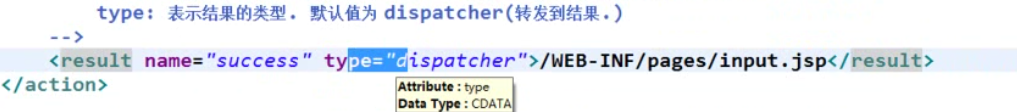 type: 表示结果的类型. 默认值为 dispatcher(转发到结果.)
-->
<result name="success" type="dispatcher">/WEB-INF/pages/input.jsp</result>
</action>
Attribute : type
Data Type : CDATA